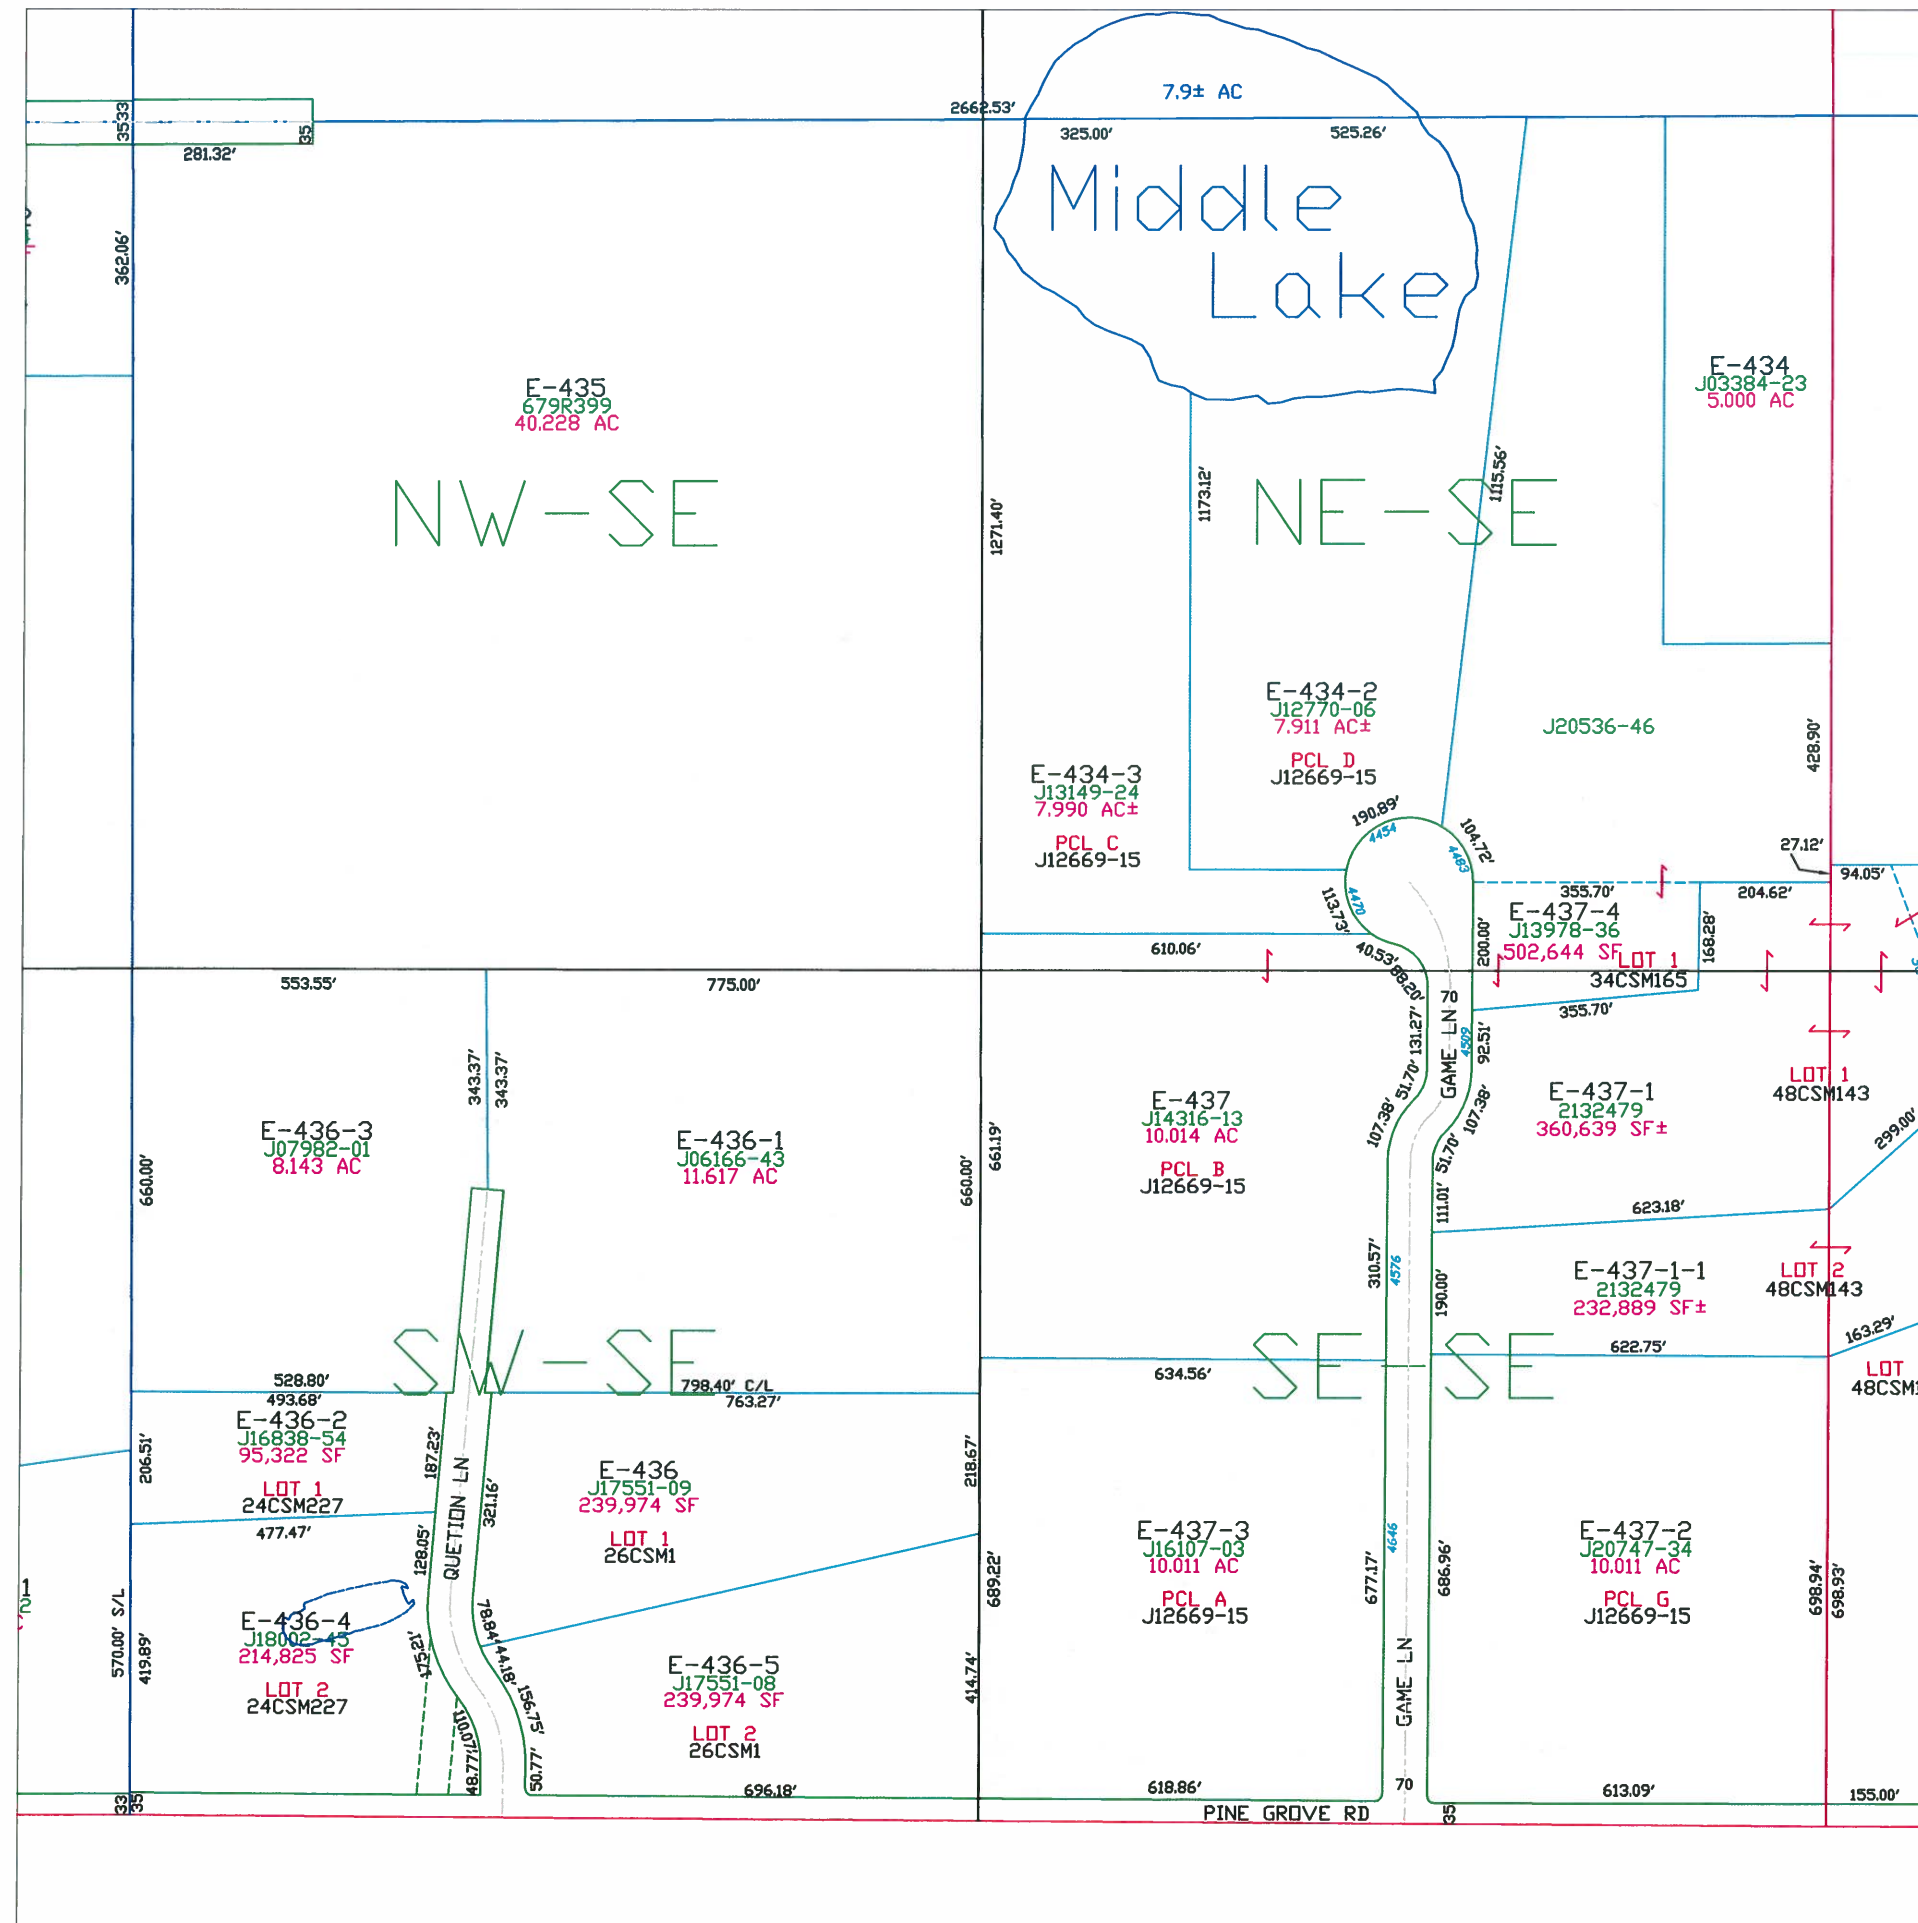 7.9± AC
2662.53'
325.00'
525.26'
3533
35
281.32'
362.06'
Middle
Lake
E-435
679R399
40.228 AC
NW-SE
E-434
J03384-23
5.000 AC
1271.40'
1173.12'
NE-SE
1115.56'
E-434-2
J12770-06
7.911 AC±
PCL D
J12669-15
J20536-46
428.90'
E-434-3
J13149-24
7.990 AC±
PCL C
J12669-15
190.89'
4454
104.72'
4483
27.12'
94.05'
113.73'
4470
355.70'
204.62'
E-437-4
J13978-36
502,644 SF
LOT 1
34CSM165
168.28'
200.00'
610.06'
40.53'
88.20'
553.55'
775.00'
70
355.70'
343.37'
343.37'
131.27'
GAME LN
4509
92.51'
51.70'
107.38'
107.38'
51.70'
LOT 1
48CSM143
E-437
J14316-13
10.014 AC
PCL B
J12669-15
E-437-1
2132479
360,639 SF±
299.00'
E-436-3
J07982-01
8.143 AC
E-436-1
J06166-43
11.617 AC
660.00'
660.00'
661.19'
111.01'
623.18'
310.57'
4576
190.00'
E-437-1-1
2132479
232,889 SF±
LOT 2
48CSM143
163.29'
SW-SE
SE-SE
622.75'
634.56'
LOT
528.80'
493.68'
798.40' C/L
763.27'
E-436-2
J16838-54
95,322 SF
LOT 1
24CSM227
206.51'
187.23'
QUETION LN
321.16'
E-436
J17551-09
239,974 SF
LOT 1
26CSM1
218.67'
477.47'
128.05'
E-437-3
J16107-03
10.011 AC
PCL A
J12669-15
4646
677.17'
686.96'
E-437-2
J20747-34
10.011 AC
PCL G
J12669-15
698.94'
698.93'
689.22'
570.00' S/L
419.89'
E-436-4
J18002-45
214,825 SF
LOT 2
24CSM227
175.21'
78.84'
44.18'
156.75'
110.07'
48.77'
50.77'
E-436-5
J17551-08
239,974 SF
LOT 2
26CSM1
414.74'
GAME LN
33
35
696.18'
618.86'
70
613.09'
155.00'
PINE GROVE RD
35